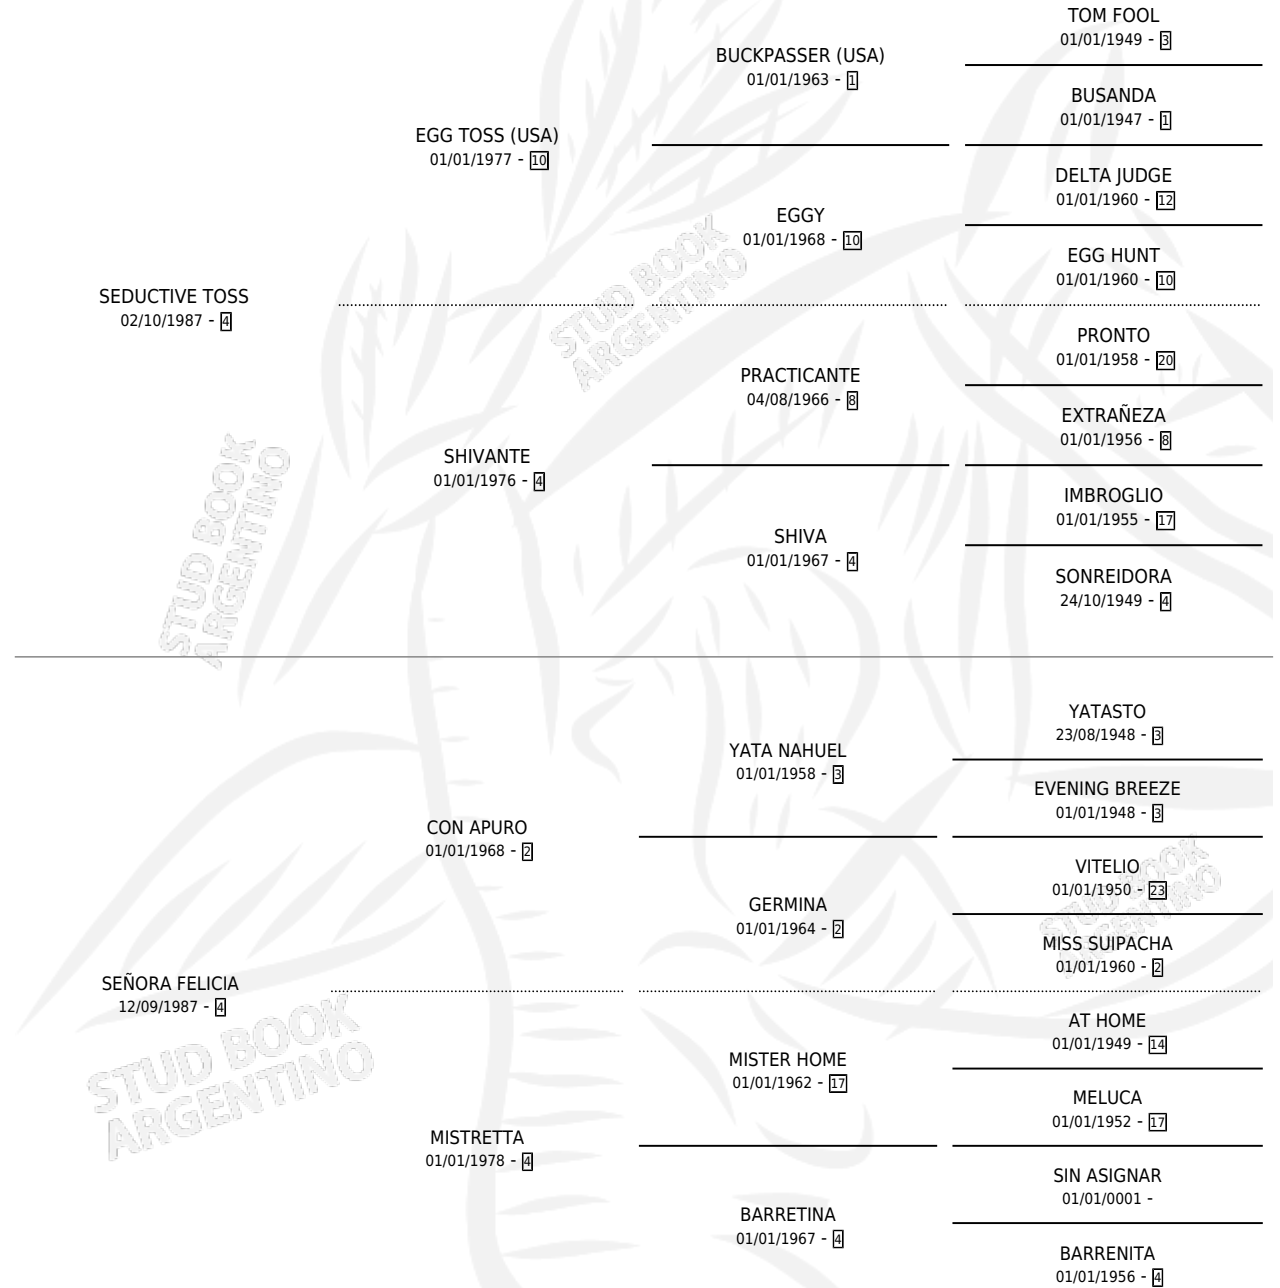 TOM FOOL
01/01/1949 - 3
BUCKPASSER (USA)
01/01/1963 - 1
BUSANDA
01/01/1947 - 1
EGG TOSS (USA)
01/01/1977 - 10
DELTA JUDGE
01/01/1960 - 12
EGGY
01/01/1968 - 10
EGG HUNT
01/01/1960 - 10
SEDUCTIVE TOSS
02/10/1987 - 4
STUD BOOK
ARGENTINO
PRONTO
01/01/1958 - 20
PRACTICANTE
04/08/1966 - 8
EXTRAÑEZA
01/01/1956 - 8
SHIVANTE
01/01/1976 - 4
IMBROGLIO
01/01/1955 - 17
SHIVA
01/01/1967 - 4
SONREIDORA
24/10/1949 - 4
STUD BOOK
ARGENTINO
YATASTO
23/08/1948 - 3
YATA NAHUEL
01/01/1958 - 3
EVENING BREEZE
01/01/1948 - 3
CON APURO
01/01/1968 - 2
VITELIO
01/01/1950 - 23
GERMINA
01/01/1964 - 2
MISS SUIPACHA
01/01/1960 - 2
STUD BOOK
ARGENTINO
SEÑORA FELICIA
12/09/1987 - 4
AT HOME
01/01/1949 - 14
MISTER HOME
01/01/1962 - 17
MELUCA
01/01/1952 - 17
STUD BOOK
ARGENTINO
MISTRETTA
01/01/1978 - 4
SIN ASIGNAR
01/01/0001 -
BARRETINA
01/01/1967 - 4
BARRENITA
01/01/1956 - 4